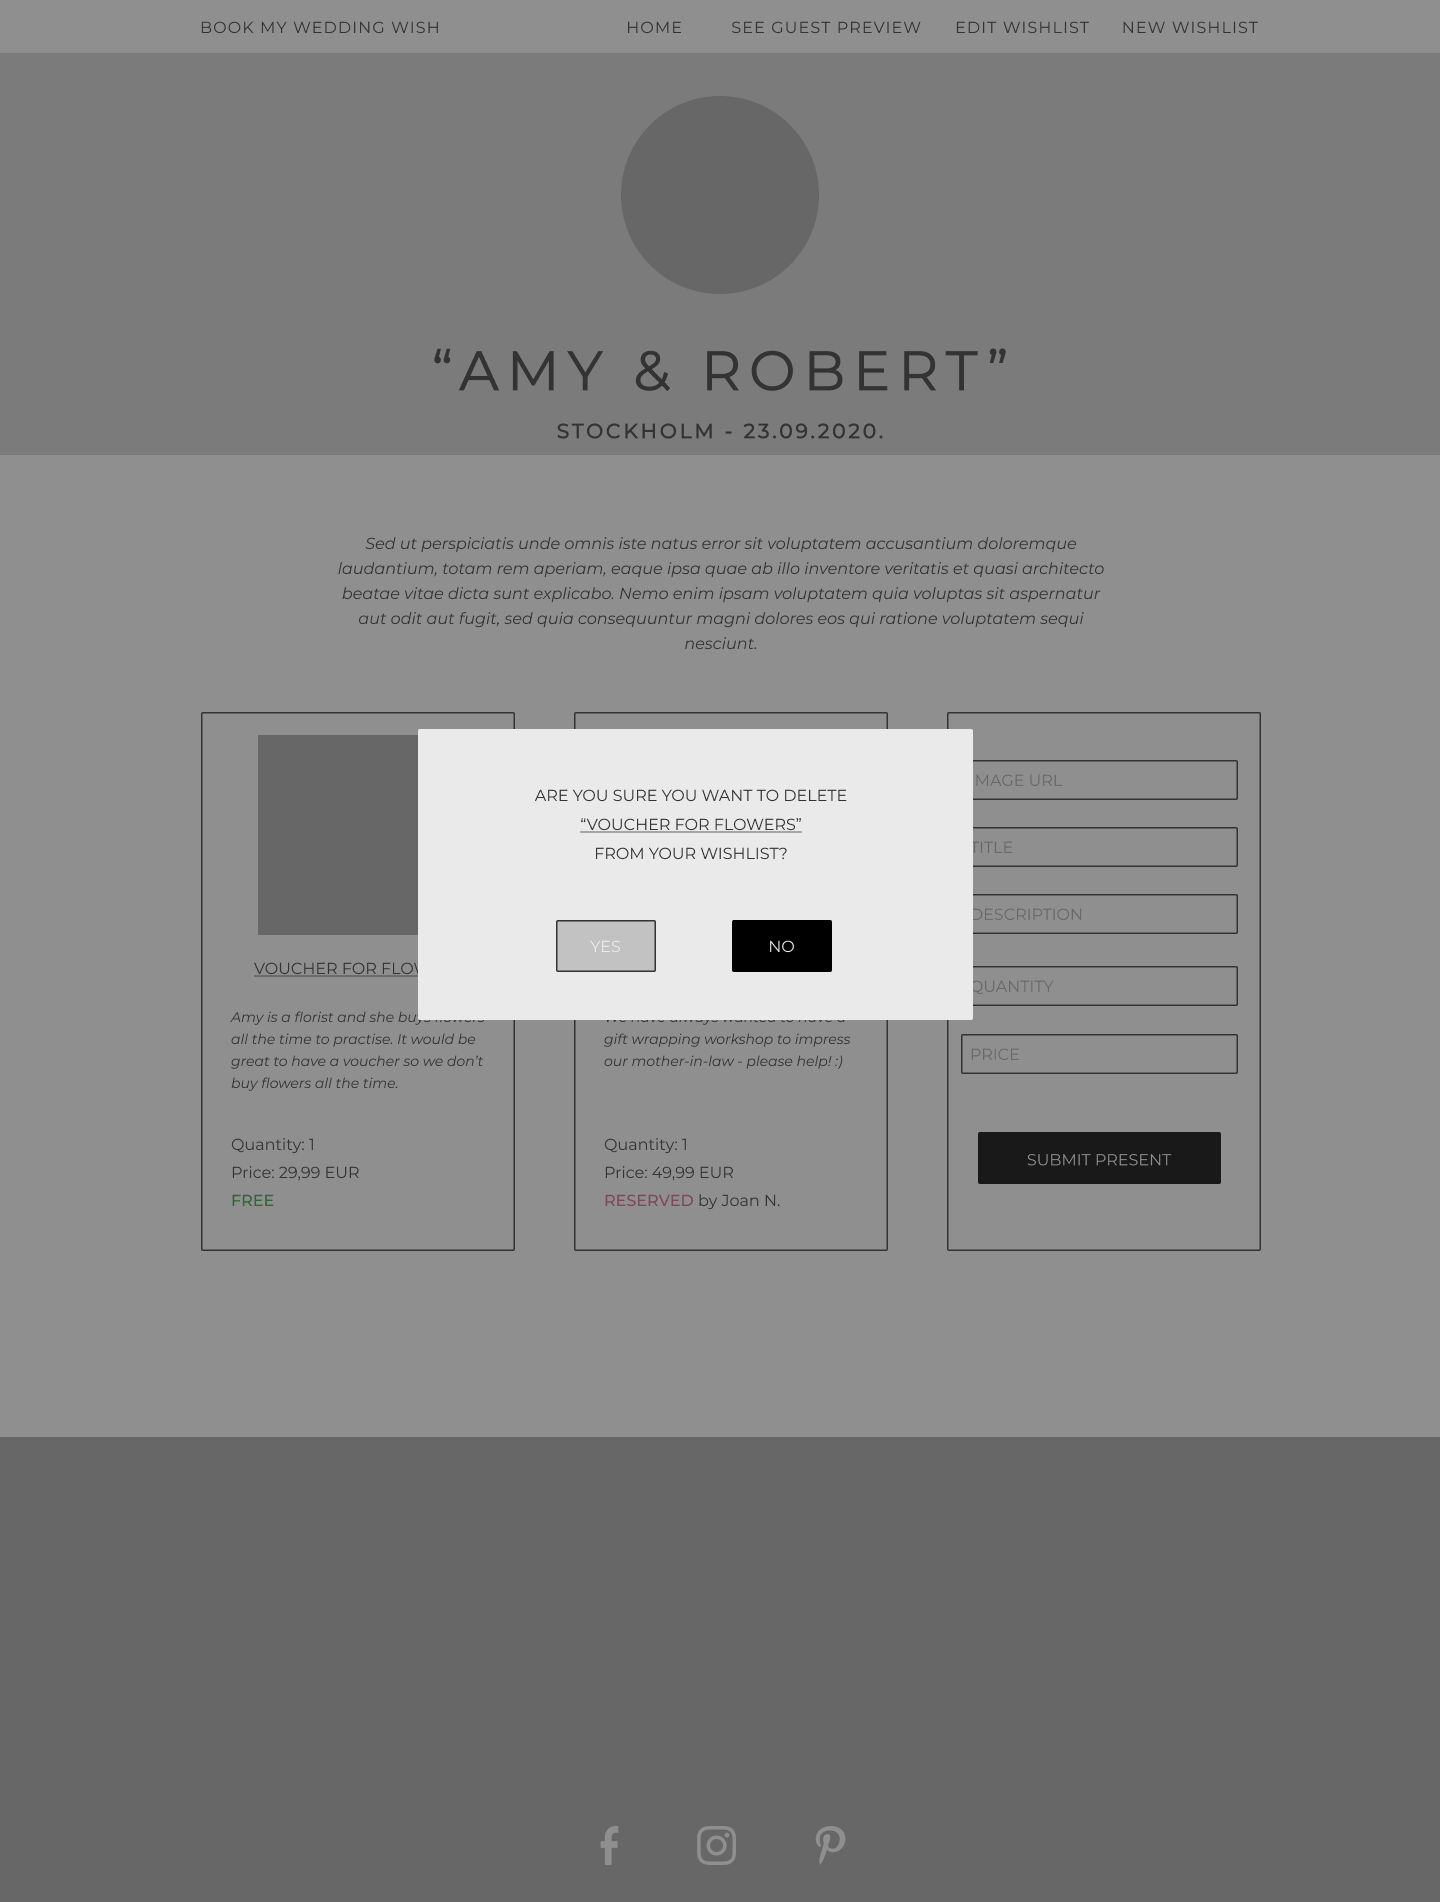 BOOK MY WEDDING WISH
HOME
SEE GUEST PREVIEW
EDIT WISHLIST
NEW WISHLIST
“AMY & ROBERT”
STOCKHOLM - 23.09.2020.
Sed ut perspiciatis unde omnis iste natus error sit voluptatem accusantium doloremque
laudantium, totam rem aperiam, eaque ipsa quae ab illo inventore veritatis et quasi architecto
beatae vitae dicta sunt explicabo. Nemo enim ipsam voluptatem quia voluptas sit aspernatur
aut odit aut fugit, sed quia consequuntur magni dolores eos qui ratione voluptatem sequi
nesciunt.
ARE YOU SURE YOU WANT TO DELETE
“VOUCHER FOR FLOWERS”
FROM YOUR WISHLIST?
YES
NO
VOUCHER FOR
Amy is a florist and she buys flowers
all the time to practise. It would be
great to have a voucher so we don’t
buy flowers all the time.
Quantity: 1
Price: 29,99 EUR
FREE
We have always wanted to have a
gift wrapping workshop to impress
our mother-in-law - please help! :)
Quantity: 1
Price: 49,99 EUR
RESERVED by Joan N.
IMAGE URL
TITLE
DESCRIPTION
QUANTITY
PRICE
SUBMIT PRESENT